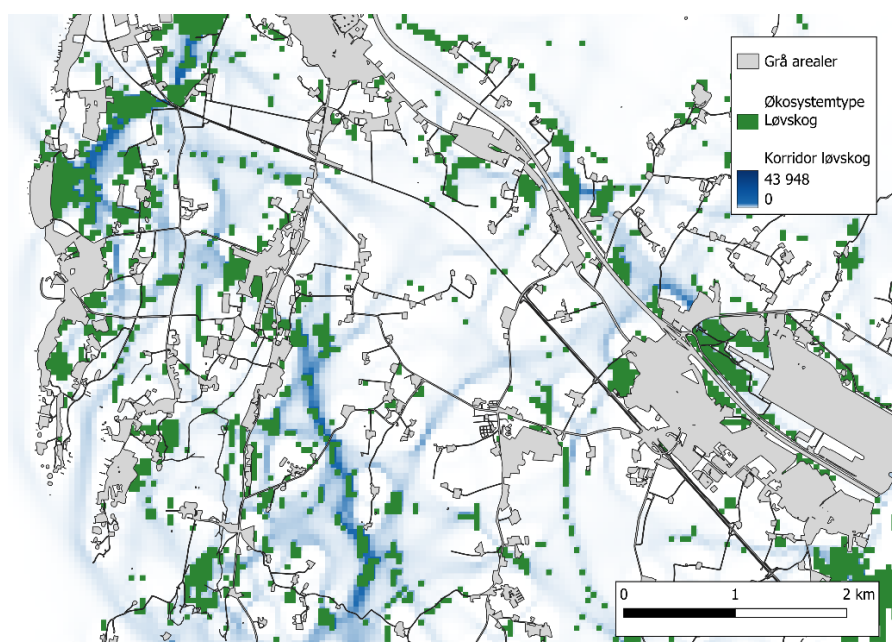 Grå arealer
Økosystemtype
Løvskog
Korridor løvskog
43 948
0
0 1 2 km